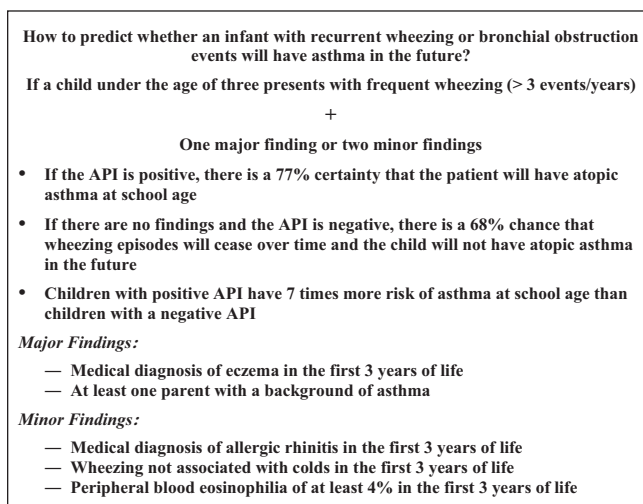 How to predict whether an infant with recurrent wheezing or bronchial obstruction
events will have asthma in the future?
If a child under the age of three presents with frequent wheezing (> 3 events/years)
+
One major finding or two minor findings
• If the API is positive, there is a 77% certainty that the patient will have atopic
asthma at school age
• If there are no findings and the API is negative, there is a 68% chance that
wheezing episodes will cease over time and the child will not have atopic asthma
in the future
• Children with positive API have 7 times more risk of asthma at school age than
children with a negative API
Major Findings:
— Medical diagnosis of eczema in the first 3 years of life
— At least one parent with a background of asthma
Minor Findings:
— Medical diagnosis of allergic rhinitis in the first 3 years of life
— Wheezing not associated with colds in the first 3 years of life
— Peripheral blood eosinophilia of at least 4% in the first 3 years of life